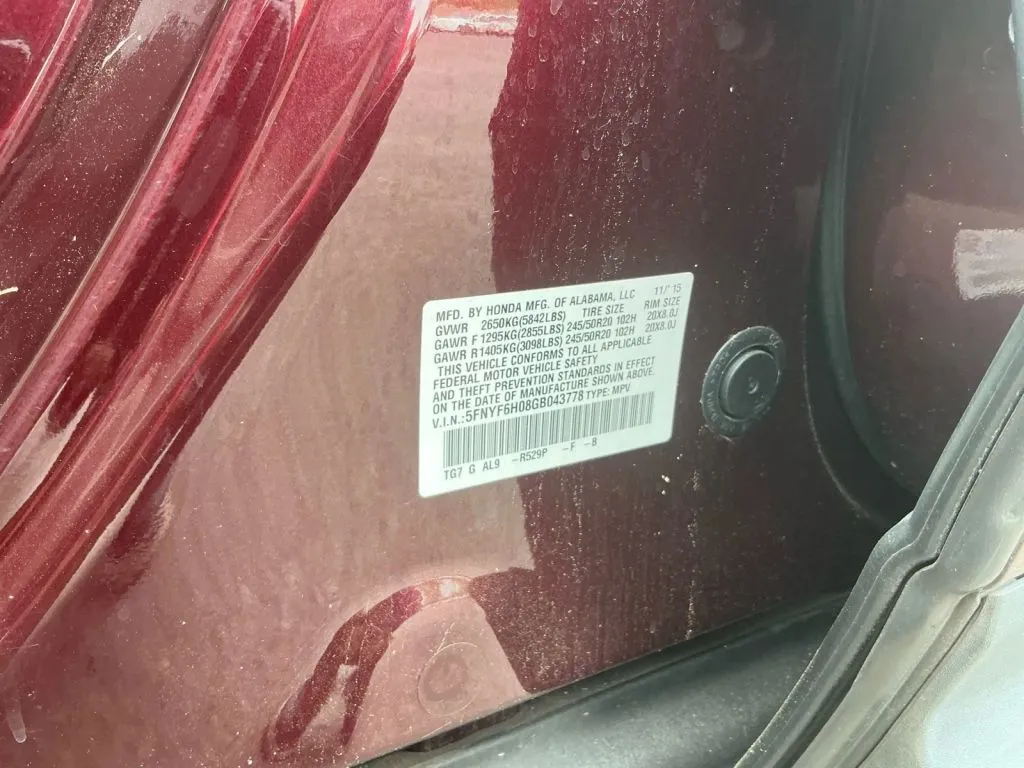 MFD. BY HONDA MFG. OF ALABAMA, LLC 11/'15
GVWR 2650KG(5842LBS) TIRE SIZE RIM SIZE
GAWR F 1295KG(2855LBS) 245/50R20 102H 20X8.0J
GAWR R1405KG(3098LBS) 245/50R20 102H 20X8.0J
THIS VEHICLE CONFORMS TO ALL APPLICABLE
FEDERAL MOTOR VEHICLE SAFETY
AND THEFT PREVENTION STANDARDS IN EFFECT
ON THE DATE OF MANUFACTURE SHOWN ABOVE.
V.I.N.:5FNYF6H08GB043778 TYPE: MPV
TG7 G AL9 -R529P -F -B